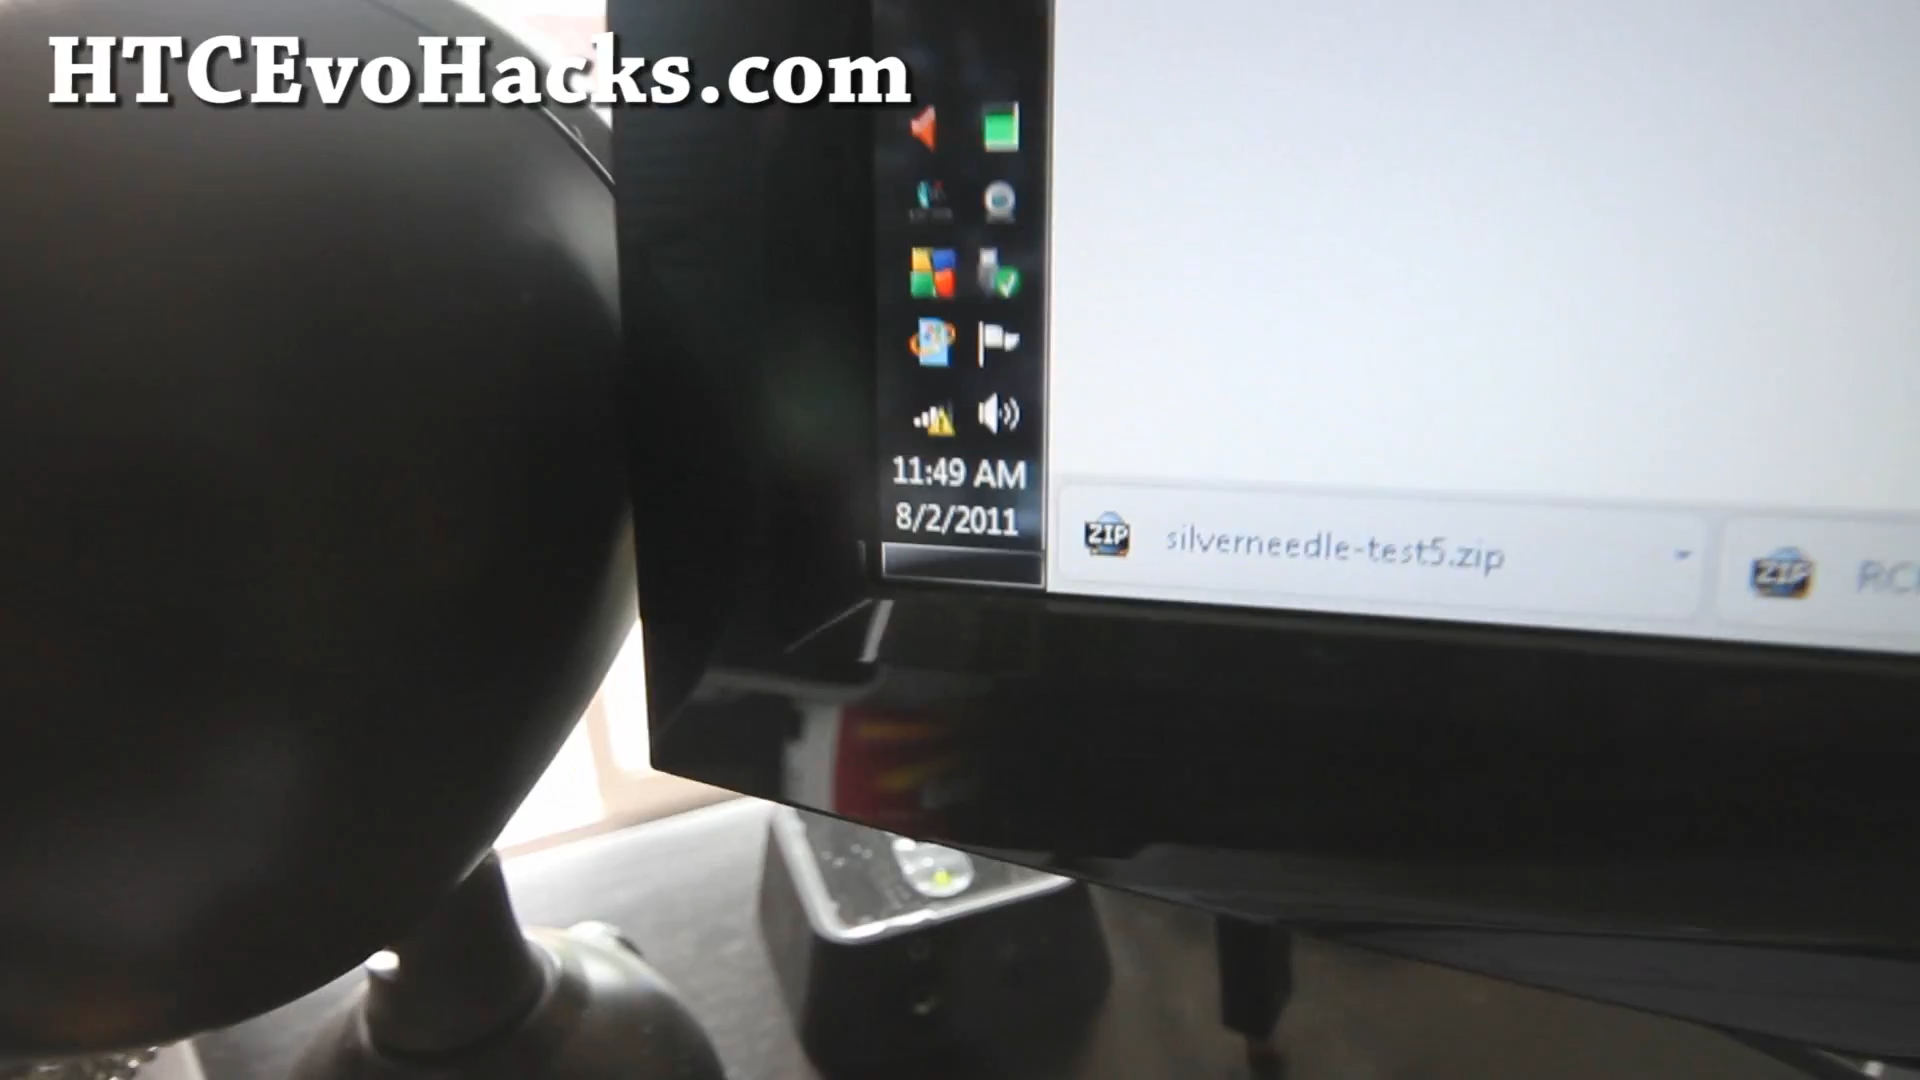 HTCEvoHacks.com
11:49 AM
8/2/2011
ZIP silverneedle-test5.zip
ZIP